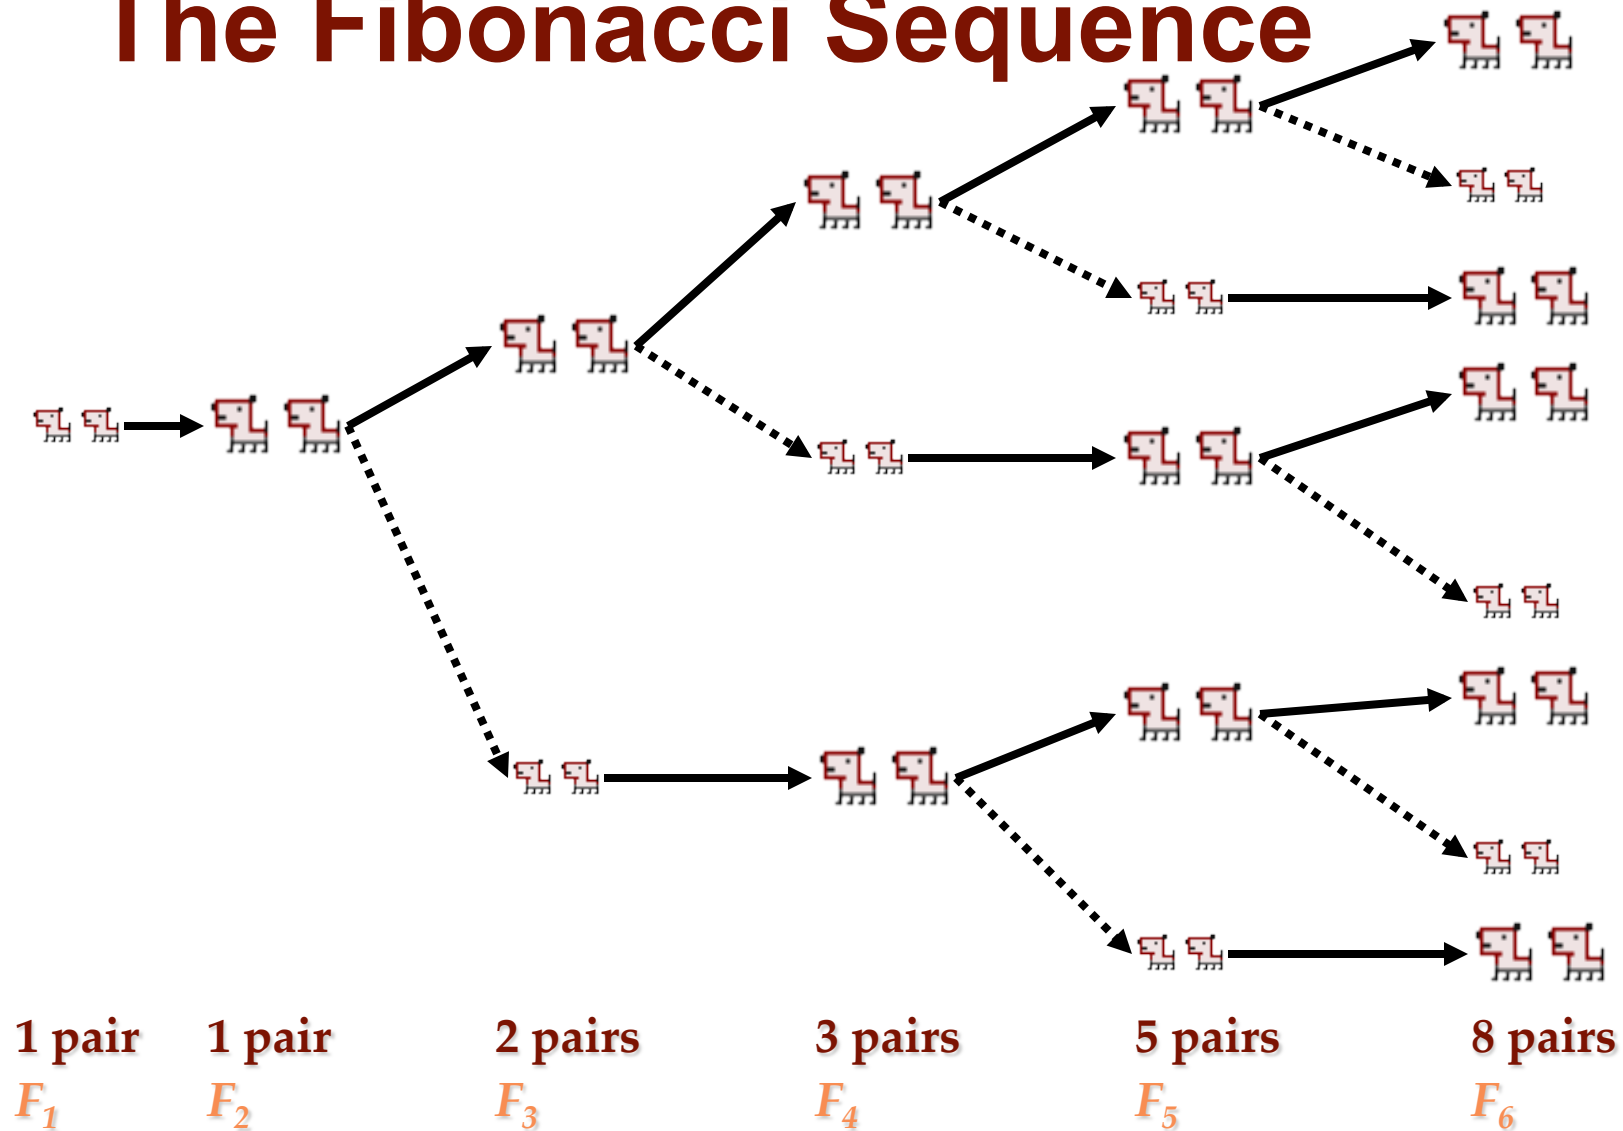 The Fibonacci Sequence
1 pair 1 pair 2 pairs 3 pairs 5 pairs 8 pairs
F1 F2 F3 F4 F5 F6